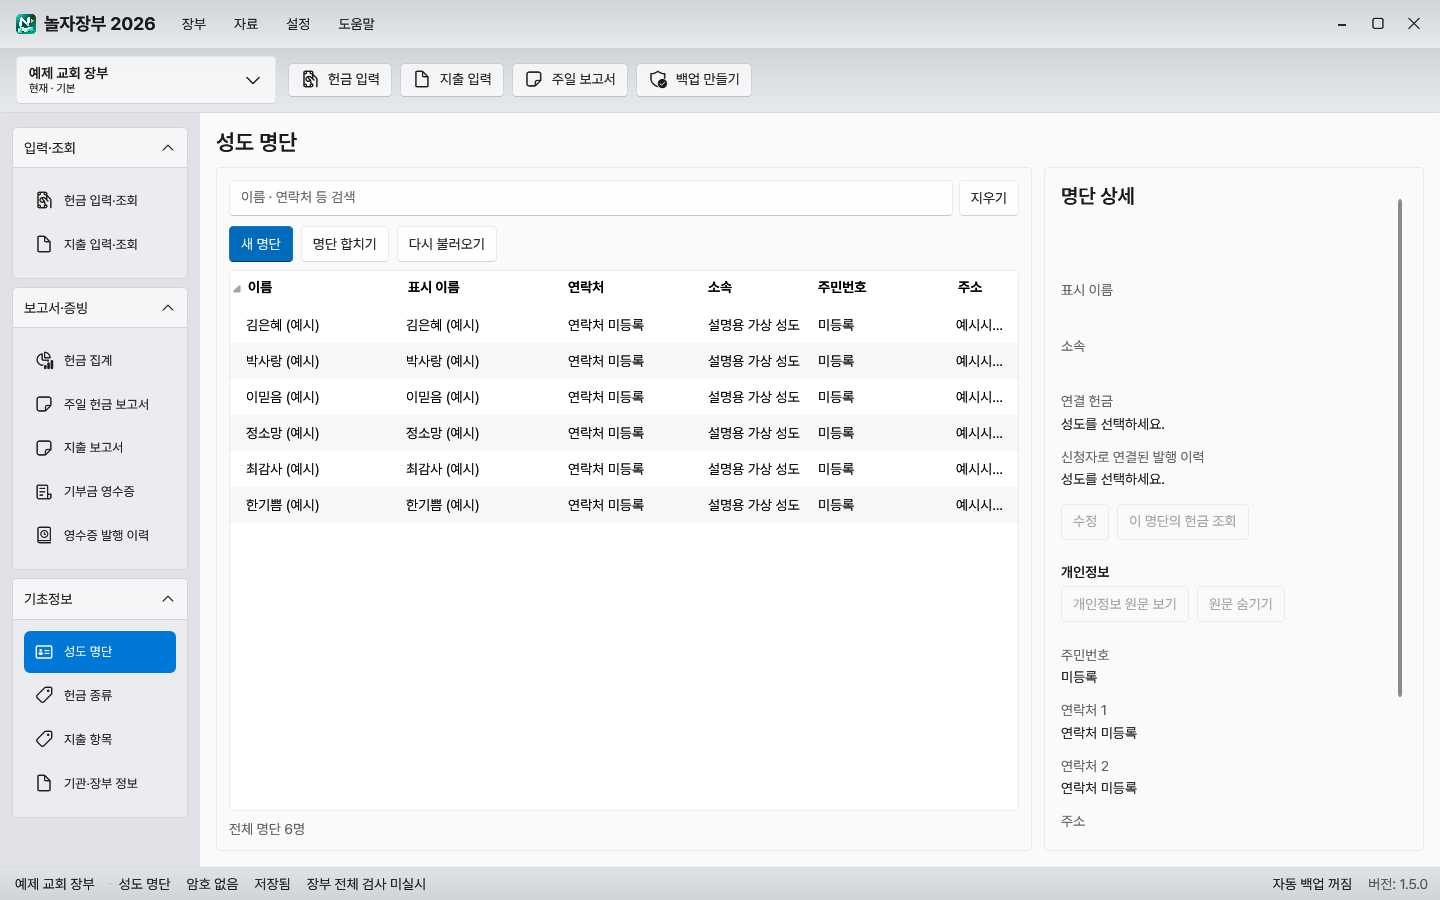 놀자장부 2026 장부 자료 설정 도움말
예제 교회 장부
현재 · 기본
헌금 입력 지출 입력 주일 보고서 백업 만들기
입력·조회
헌금 입력·조회
지출 입력·조회
보고서·증빙
헌금 집계
주일 헌금 보고서
지출 보고서
기부금 영수증
영수증 발행 이력
기초정보
성도 명단
헌금 종류
지출 항목
기관·장부 정보
성도 명단
이름 · 연락처 등 검색 지우기
새 명단 명단 합치기 다시 불러오기
이름 표시 이름 연락처 소속 주민번호 주소
김은혜 (예시) 김은혜 (예시) 연락처 미등록 설명용 가상 성도 미등록 예시시...
박사랑 (예시) 박사랑 (예시) 연락처 미등록 설명용 가상 성도 미등록 예시시...
이믿음 (예시) 이믿음 (예시) 연락처 미등록 설명용 가상 성도 미등록 예시시...
정소망 (예시) 정소망 (예시) 연락처 미등록 설명용 가상 성도 미등록 예시시...
최감사 (예시) 최감사 (예시) 연락처 미등록 설명용 가상 성도 미등록 예시시...
한기쁨 (예시) 한기쁨 (예시) 연락처 미등록 설명용 가상 성도 미등록 예시시...
전체 명단 6명
명단 상세
표시 이름
소속
연결 헌금
성도를 선택하세요.
신청자로 연결된 발행 이력
성도를 선택하세요.
수정 이 명단의 헌금 조회
개인정보
개인정보 원문 보기 원문 숨기기
주민번호
미등록
연락처 1
연락처 미등록
연락처 2
연락처 미등록
주소
예제 교회 장부 · 성도 명단 암호 없음 저장됨 장부 전체 검사 미실시 자동 백업 꺼짐 버전: 1.5.0